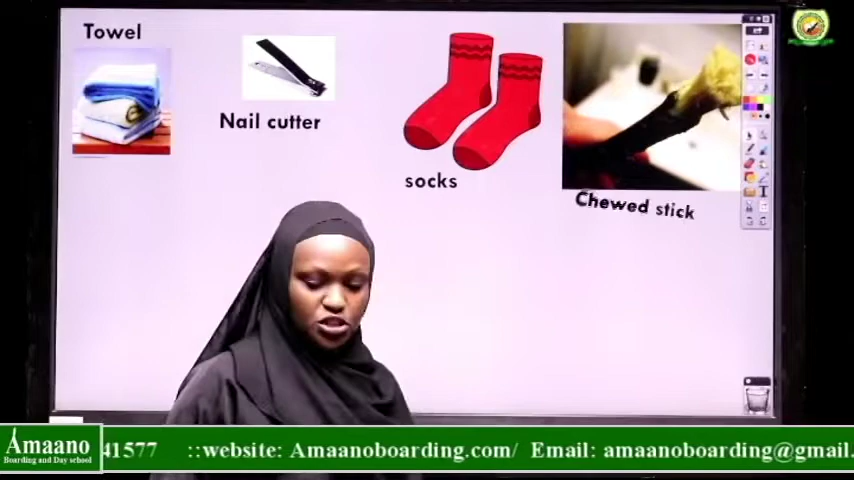 Towel
Nail cutter
socks
Chewed stick
T
Amaano
Boarding and Day school
41577 ::website: Amaanoboarding.com/ Email: amaanoboarding@gmail.